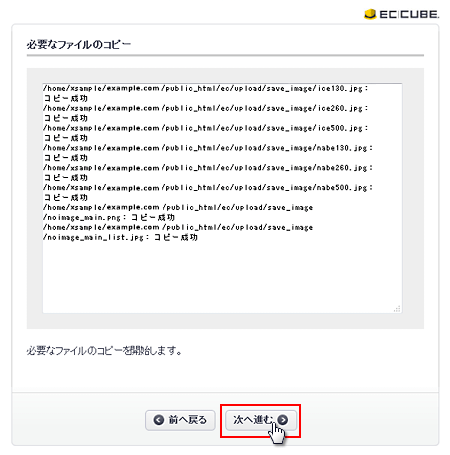 EC CUBE
必要なファイルのコピー
/home/xsample/example.com/public_html/ec/upload/save_image/ice130.jpg：
コピー成功
/home/xsample/example.com/public_html/ec/upload/save_image/ice260.jpg：
コピー成功
/home/xsample/example.com/public_html/ec/upload/save_image/ice500.jpg：
コピー成功
/home/xsample/example.com/public_html/ec/upload/save_image/nabe130.jpg：
コピー成功
/home/xsample/example.com/public_html/ec/upload/save_image/nabe260.jpg：
コピー成功
/home/xsample/example.com/public_html/ec/upload/save_image/nabe500.jpg：
コピー成功
/home/xsample/example.com/public_html/ec/upload/save_image
/noimage_main.png：コピー成功
/home/xsample/example.com/public_html/ec/upload/save_image
/noimage_main_list.jpg：コピー成功
必要なファイルのコピーを開始します。
前へ戻る
次へ進む